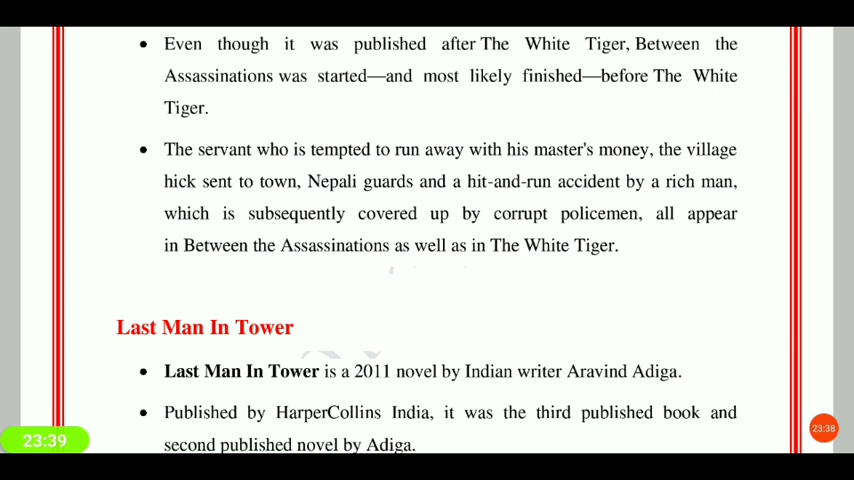 • Even though it was published after The White Tiger, Between the
Assassinations was started—and most likely finished—before The White
Tiger.
• The servant who is tempted to run away with his master's money, the village
hick sent to town, Nepali guards and a hit-and-run accident by a rich man,
which is subsequently covered up by corrupt policemen, all appear
in Between the Assassinations as well as in The White Tiger.
Last Man In Tower
• Last Man In Tower is a 2011 novel by Indian writer Aravind Adiga.
• Published by HarperCollins India, it was the third published book and
second published novel by Adiga.
23:39
23:38